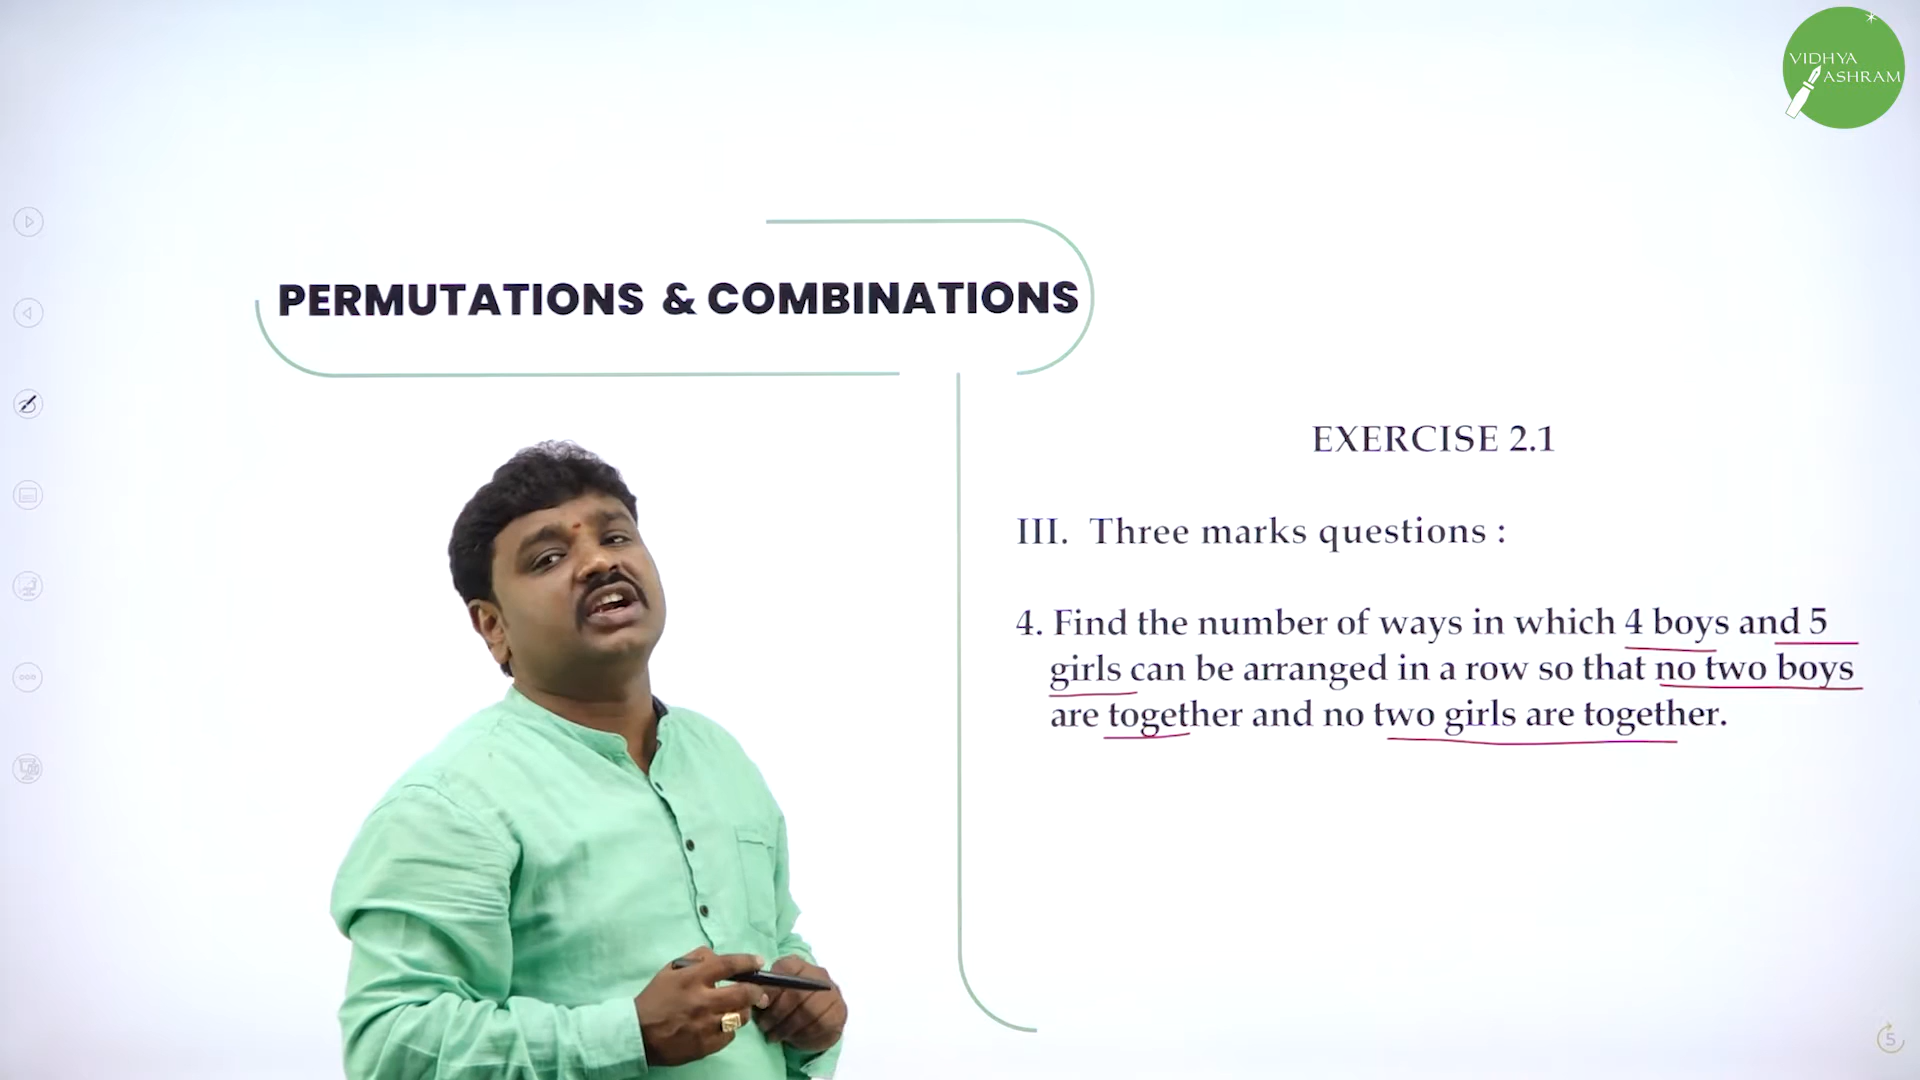 VIDHYA
ASHRAM
PERMUTATIONS & COMBINATIONS
EXERCISE 2.1
III. Three marks questions :
4. Find the number of ways in which 4 boys and 5
girls can be arranged in a row so that no two boys
are together and no two girls are together.
5